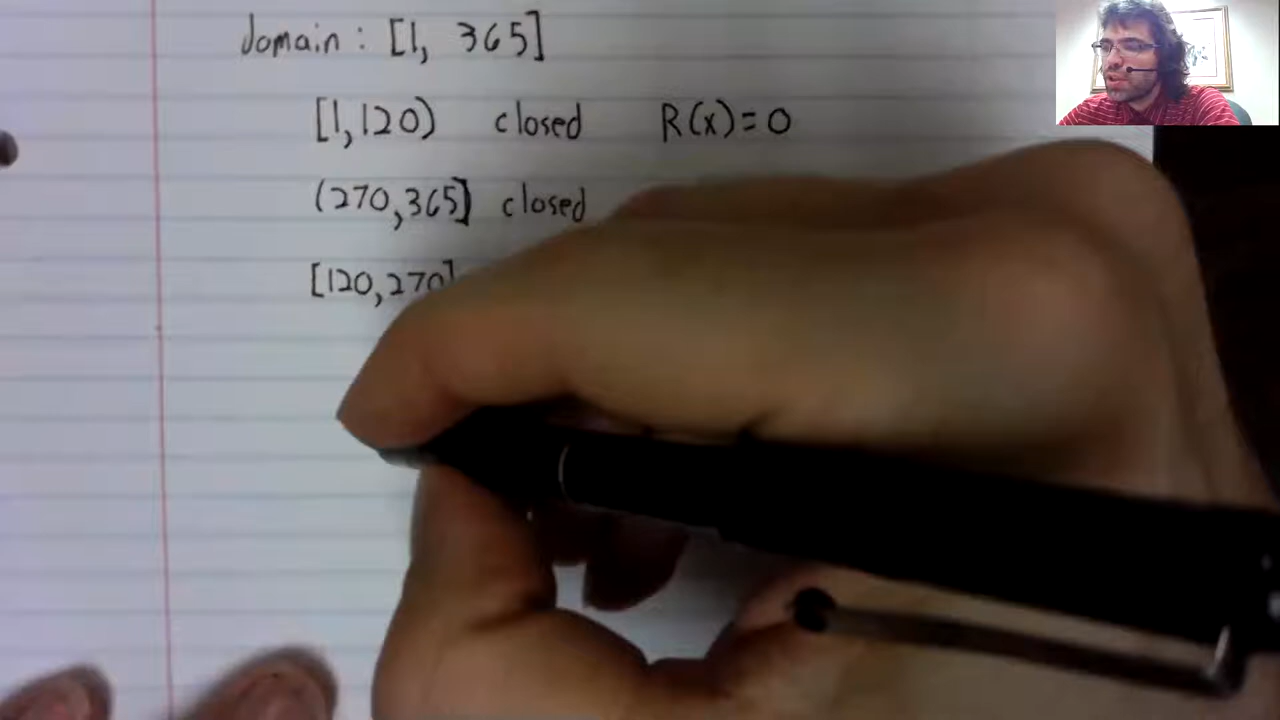 domain: [1, 365]
[1,120) closed R(x)=0
(270,365] closed
[120,270]